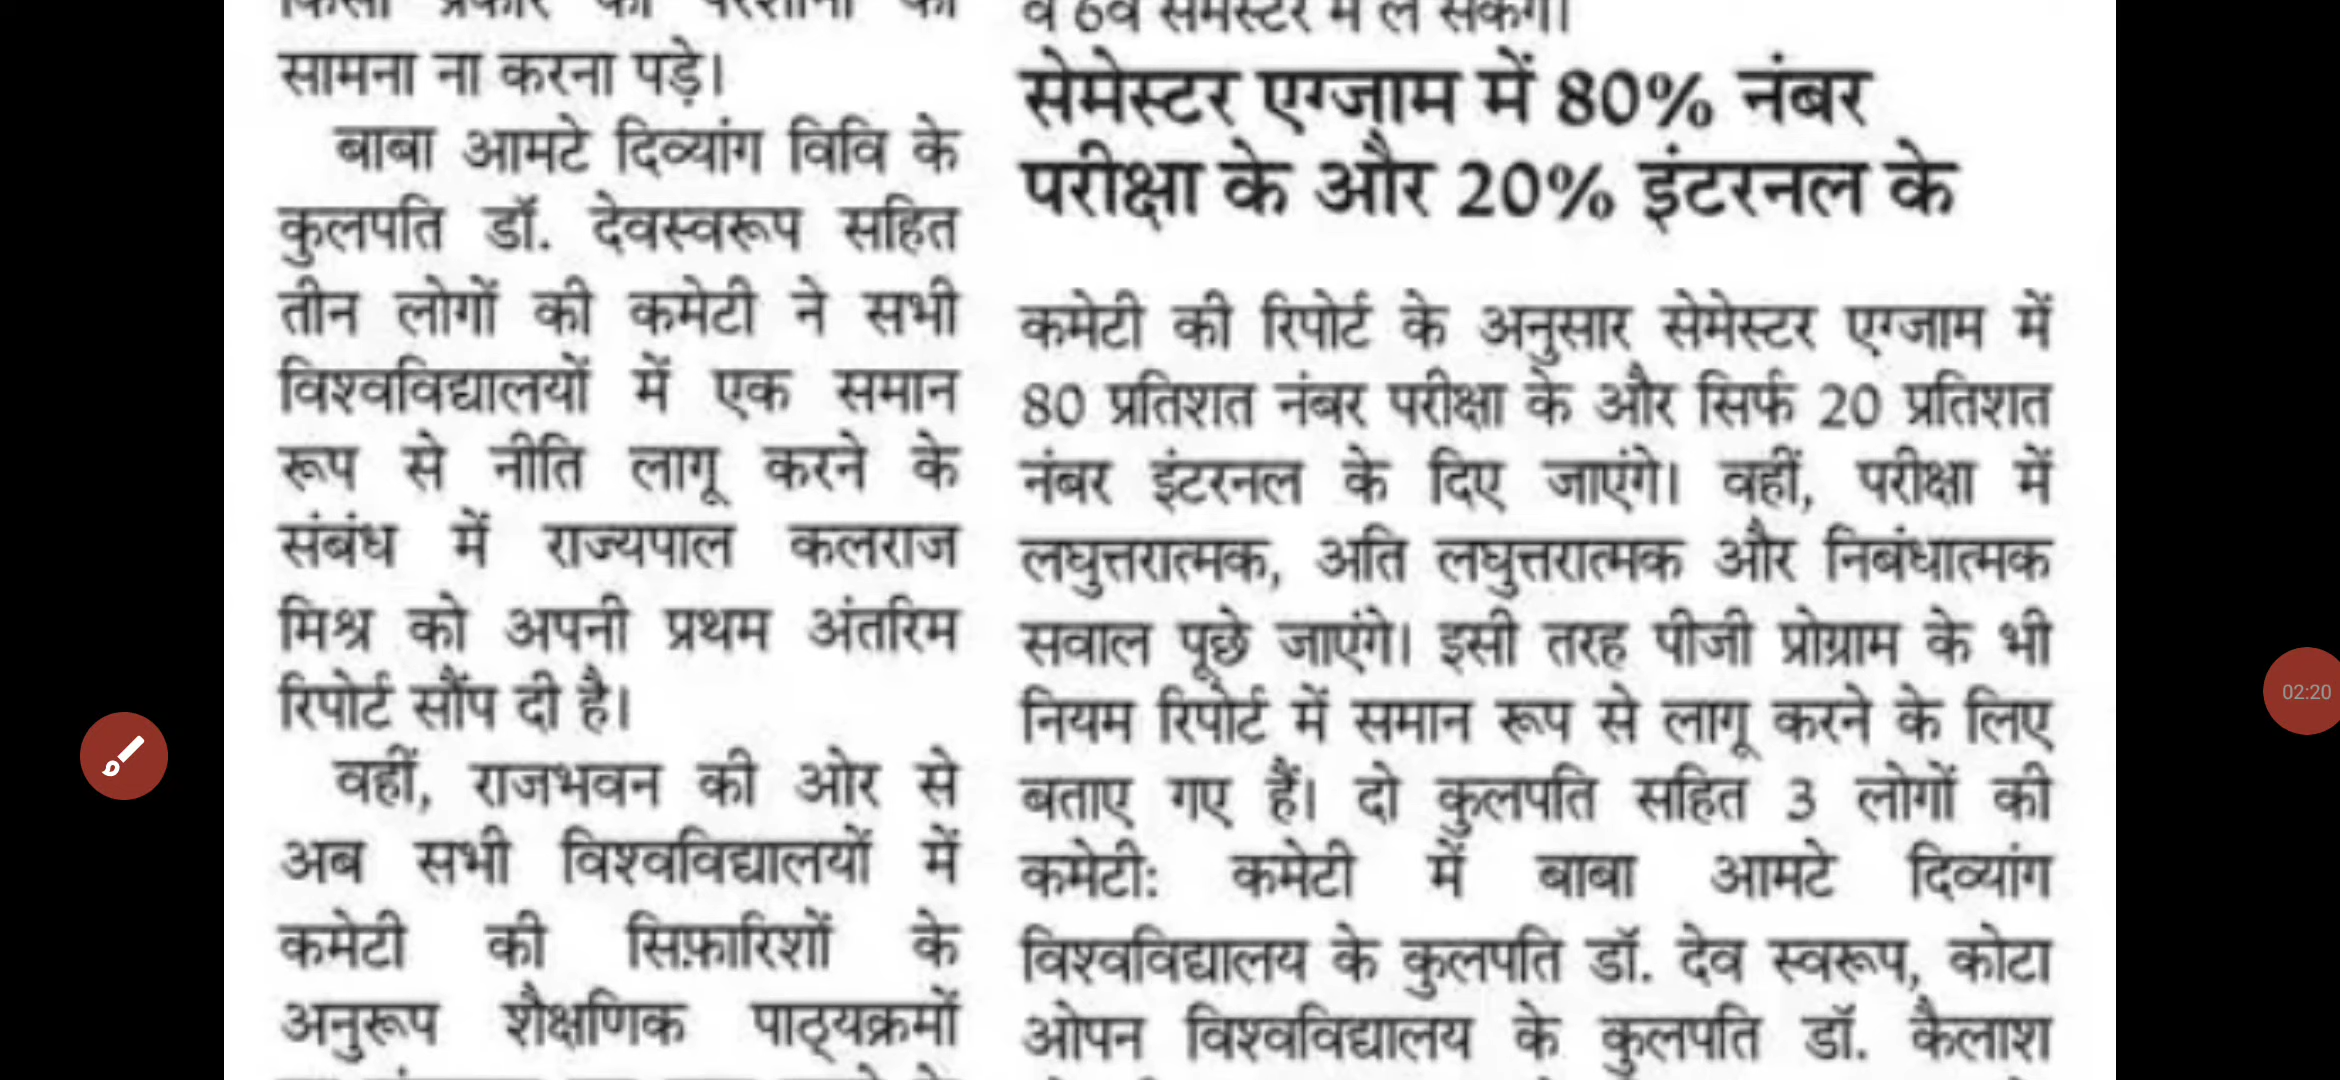 सामना ना करना पड़े।
बाबा आमटे दिव्यांग विवि के
कुलपति डॉ. देवस्वरूप सहित
तीन लोगों की कमेटी ने सभी
विश्वविद्यालयों में एक समान
रूप से नीति लागू करने के
संबंध में राज्यपाल कलराज
मिश्र को अपनी प्रथम अंतरिम
रिपोर्ट सौंप दी है।
वहीं, राजभवन की ओर से
अब सभी विश्वविद्यालयों में
कमेटी की सिफ़ारिशों के
अनुरूप शैक्षणिक पाठ्यक्रमों
व 6वें सेमेस्टर में ले सकेंगे।
सेमेस्टर एग्जाम में 80% नंबर
परीक्षा के और 20% इंटरनल के
कमेटी की रिपोर्ट के अनुसार सेमेस्टर एग्जाम में
80 प्रतिशत नंबर परीक्षा के और सिर्फ 20 प्रतिशत
नंबर इंटरनल के दिए जाएंगे। वहीं, परीक्षा में
लघुत्तरात्मक, अति लघुत्तरात्मक और निबंधात्मक
सवाल पूछे जाएंगे। इसी तरह पीजी प्रोग्राम के भी
नियम रिपोर्ट में समान रूप से लागू करने के लिए
बताए गए हैं। दो कुलपति सहित 3 लोगों की
कमेटी: कमेटी में बाबा आमटे दिव्यांग
विश्वविद्यालय के कुलपति डॉ. देव स्वरूप, कोटा
ओपन विश्वविद्यालय के कुलपति डॉ. कैलाश
02:20